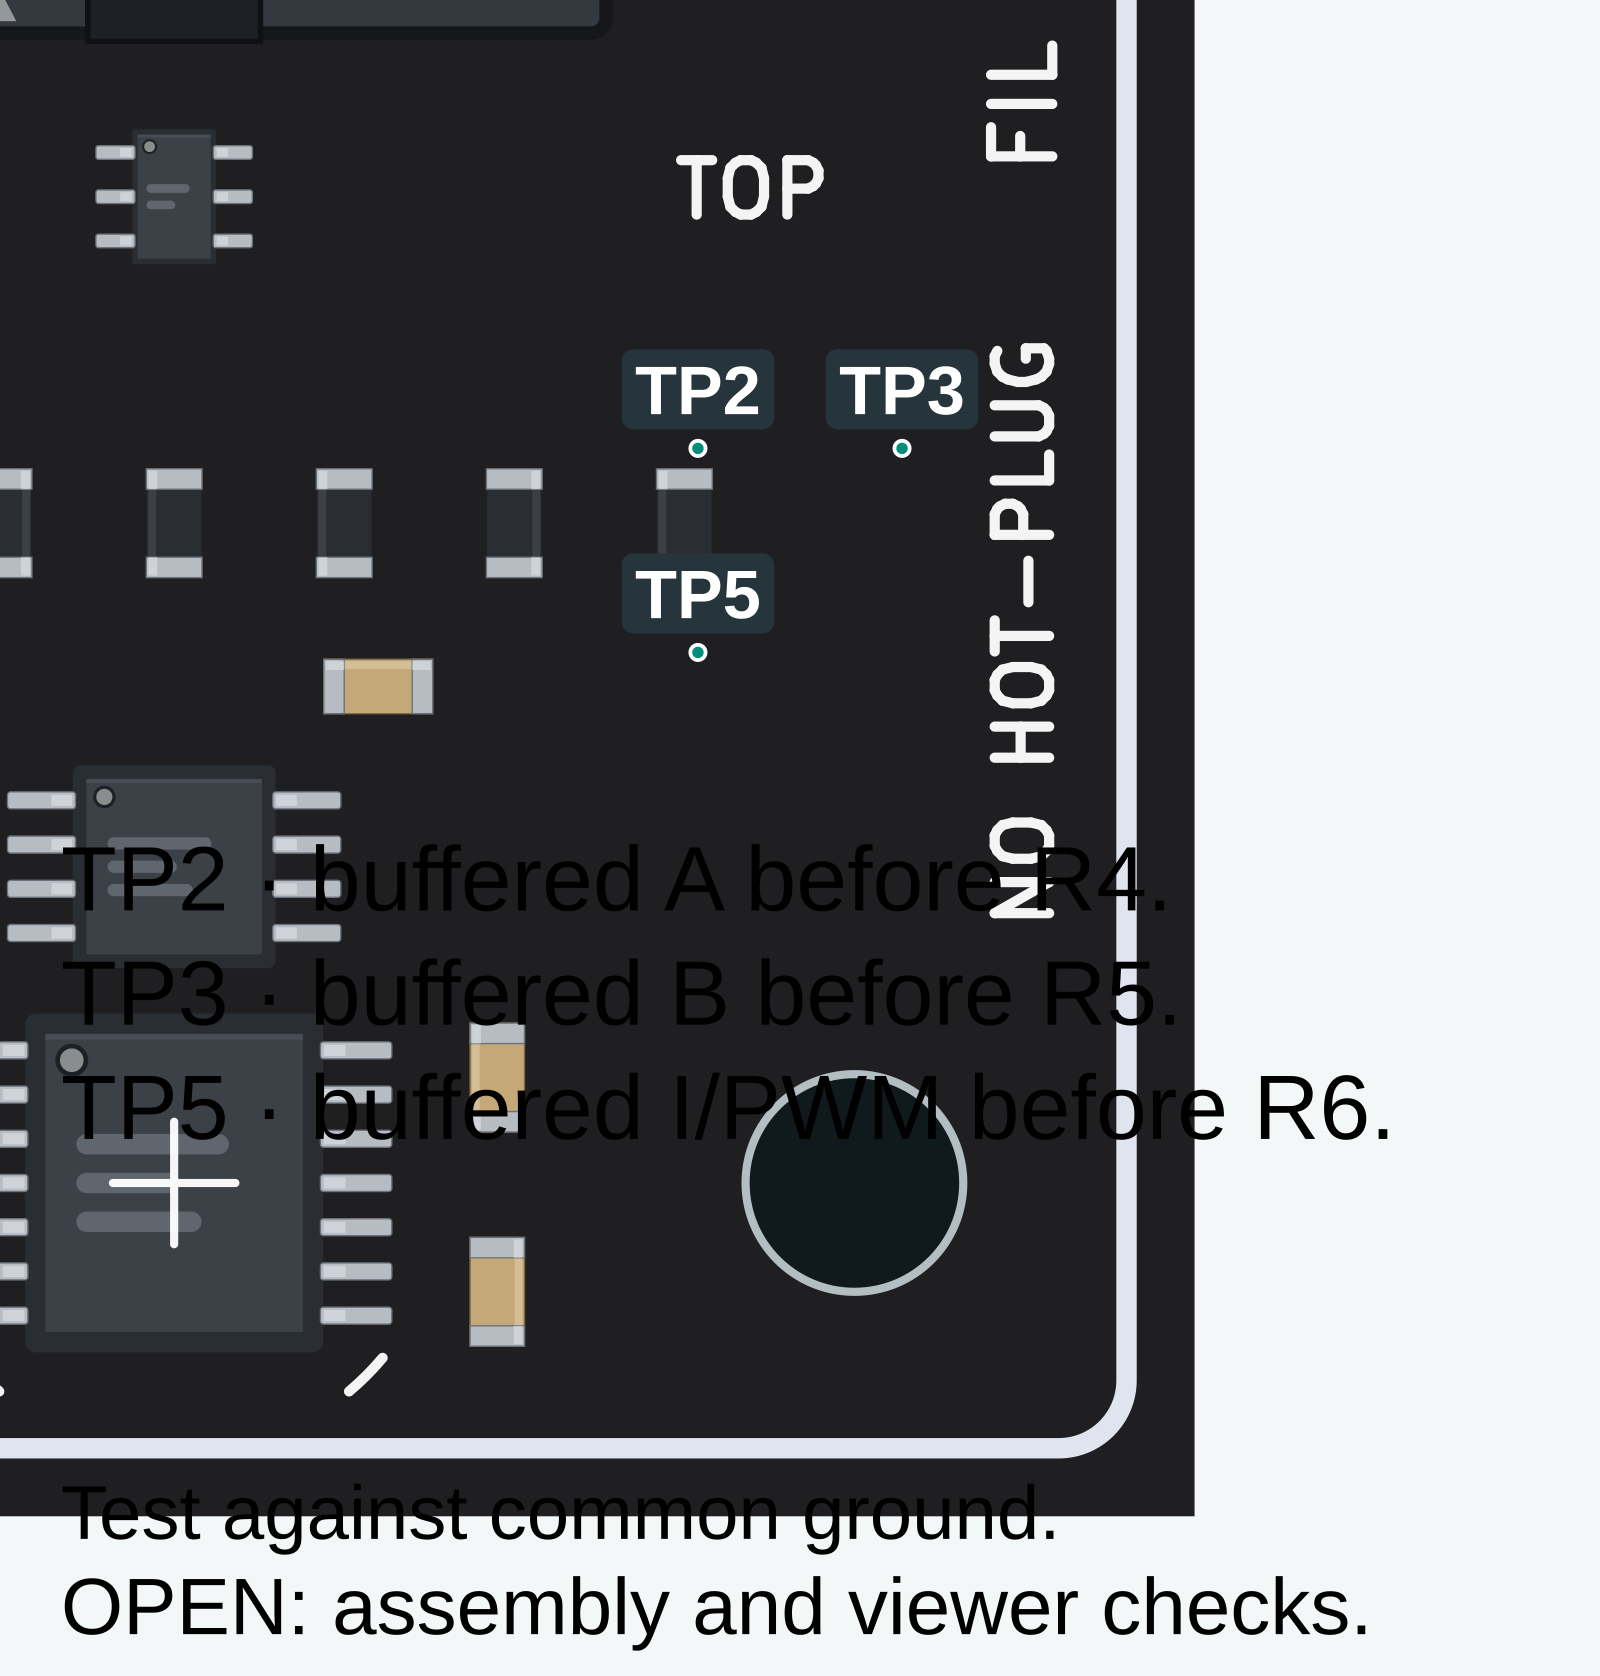 FIL
TOP
TP2 TP3
NO HOT-PLUG
TP5
TP2 · buffered A before R4.
TP3 · buffered B before R5.
TP5 · buffered I/PWM before R6.
Test against common ground.
OPEN: assembly and viewer checks.